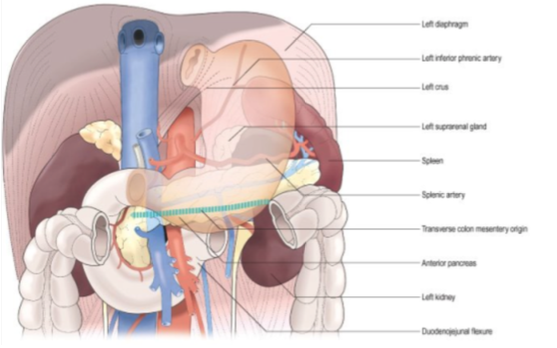 Left diaphragm
Left inferior phrenic artery
Left crus
Left suprarenal gland
Spleen
Splenic artery
Transverse colon mesentery origin
Anterior pancreas
Left kidney
Duodenojejunal flexure